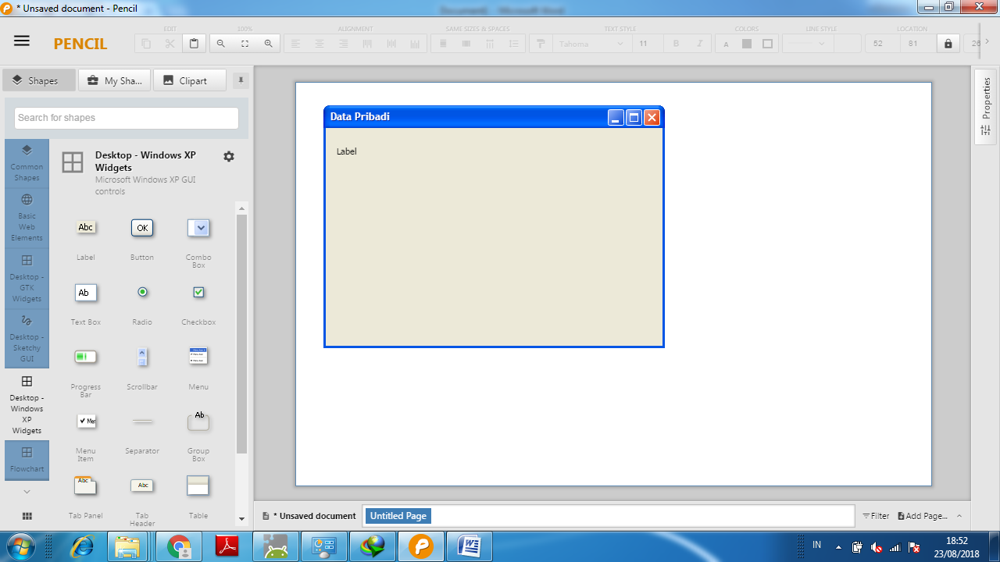 * Unsaved document - Pencil
Document1 - Microsoft Word
PENCIL
EDIT
100%
ALIGNMENT
SAME SIZES & SPACES
TEXT STYLE
COLORS
LINE STYLE
LOCATION
Tahoma
11
B
I
A
52
81
26
Shapes
My Sha...
Clipart
Search for shapes
Common
Shapes
Basic
Web
Elements
Desktop -
GTK
Widgets
Desktop -
Sketchy
GUI
Desktop -
Windows
XP
Widgets
Flowchart
Desktop - Windows XP
Widgets
Microsoft Windows XP GUI
controls
Abc
OK
Label
Button
Combo
Box
Ab
Text Box
Radio
Checkbox
Progress
Bar
Scrollbar
Menu
Ab
Menu
Item
Separator
Group
Box
Abc
Abc
Tab Panel
Tab
Header
Table
Data Pribadi
Label
Properties
* Unsaved document
Untitled Page
Filter
Add Page...
IN
18:52
23/08/2018